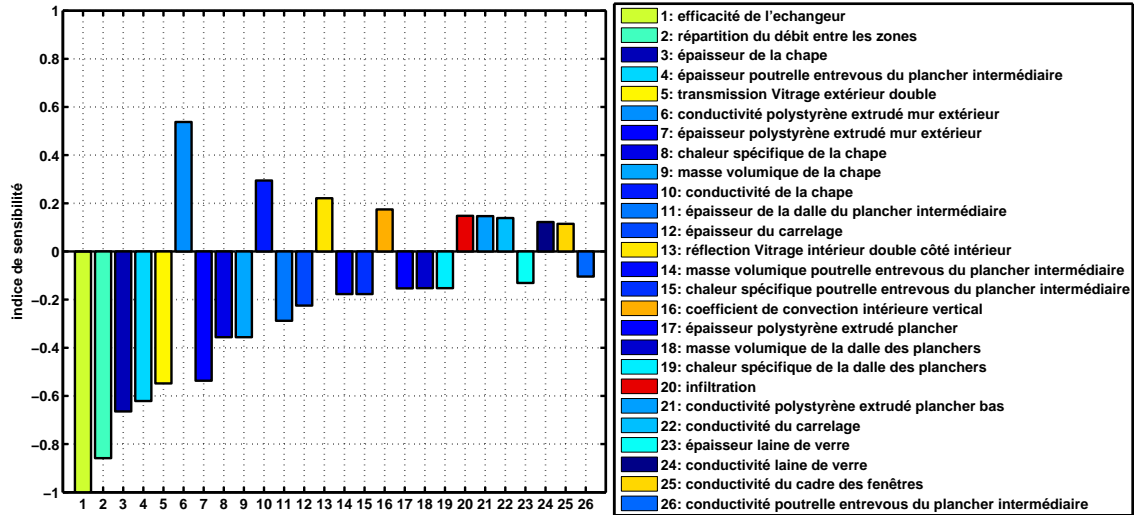 1
0.8
0.6
0.4
0.2
0
−0.2
−0.4
−0.6
−0.8
−1
indice de sensibilité
1 2 3 4 5 6 7 8 9 10 11 12 13 14 15 16 17 18 19 20 21 22 23 24 25 26
1: efficacité de l'echangeur
2: répartition du débit entre les zones
3: épaisseur de la chape
4: épaisseur poutrelle entrevous du plancher intermédiaire
5: transmission Vitrage extérieur double
6: conductivité polystyrène extrudé mur extérieur
7: épaisseur polystyrène extrudé mur extérieur
8: chaleur spécifique de la chape
9: masse volumique de la chape
10: conductivité de la chape
11: épaisseur de la dalle du plancher intermédiaire
12: épaisseur du carrelage
13: réflection Vitrage intérieur double côté intérieur
14: masse volumique poutrelle entrevous du plancher intermédiaire
15: chaleur spécifique poutrelle entrevous du plancher intermédiaire
16: coefficient de convection intérieure vertical
17: épaisseur polystyrène extrudé plancher
18: masse volumique de la dalle des planchers
19: chaleur spécifique de la dalle des planchers
20: infiltration
21: conductivité polystyrène extrudé plancher bas
22: conductivité du carrelage
23: épaisseur laine de verre
24: conductivité laine de verre
25: conductivité du cadre des fenêtres
26: conductivité poutrelle entrevous du plancher intermédiaire